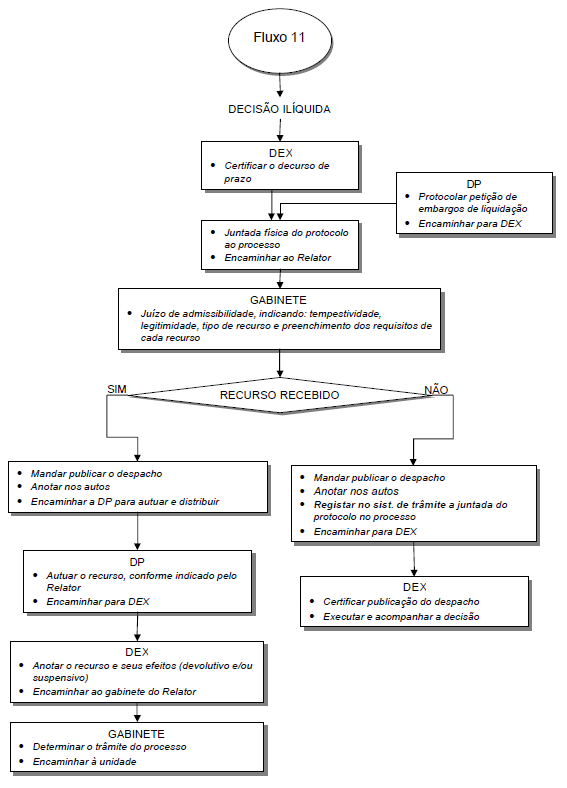 Fluxo 11
DECISÃO ILÍQUIDA
DEX
• Certificar o decurso de
prazo
DP
• Protocolar petição de
embargos de liquidação
• Encaminhar para DEX
• Juntada física do protocolo
ao processo
• Encaminhar ao Relator
GABINETE
• Juízo de admissibilidade, indicando: tempestividade,
legitimidade, tipo de recurso e preenchimento dos requisitos de
cada recurso
RECURSO RECEBIDO
SIM
NÃO
• Mandar publicar o despacho
• Anotar nos autos
• Encaminhar a DP para autuar e distribuir
• Mandar publicar o despacho
• Anotar nos autos
• Registar no sist. de trâmite a juntada do
protocolo no processo
• Encaminhar para DEX
DP
• Autuar o recurso, conforme indicado pelo
Relator
• Encaminhar para DEX
DEX
• Certificar publicação do despacho
• Executar e acompanhar a decisão
DEX
• Anotar o recurso e seus efeitos (devolutivo e/ou
suspensivo)
• Encaminhar ao gabinete do Relator
GABINETE
• Determinar o trâmite do processo
• Encaminhar à unidade